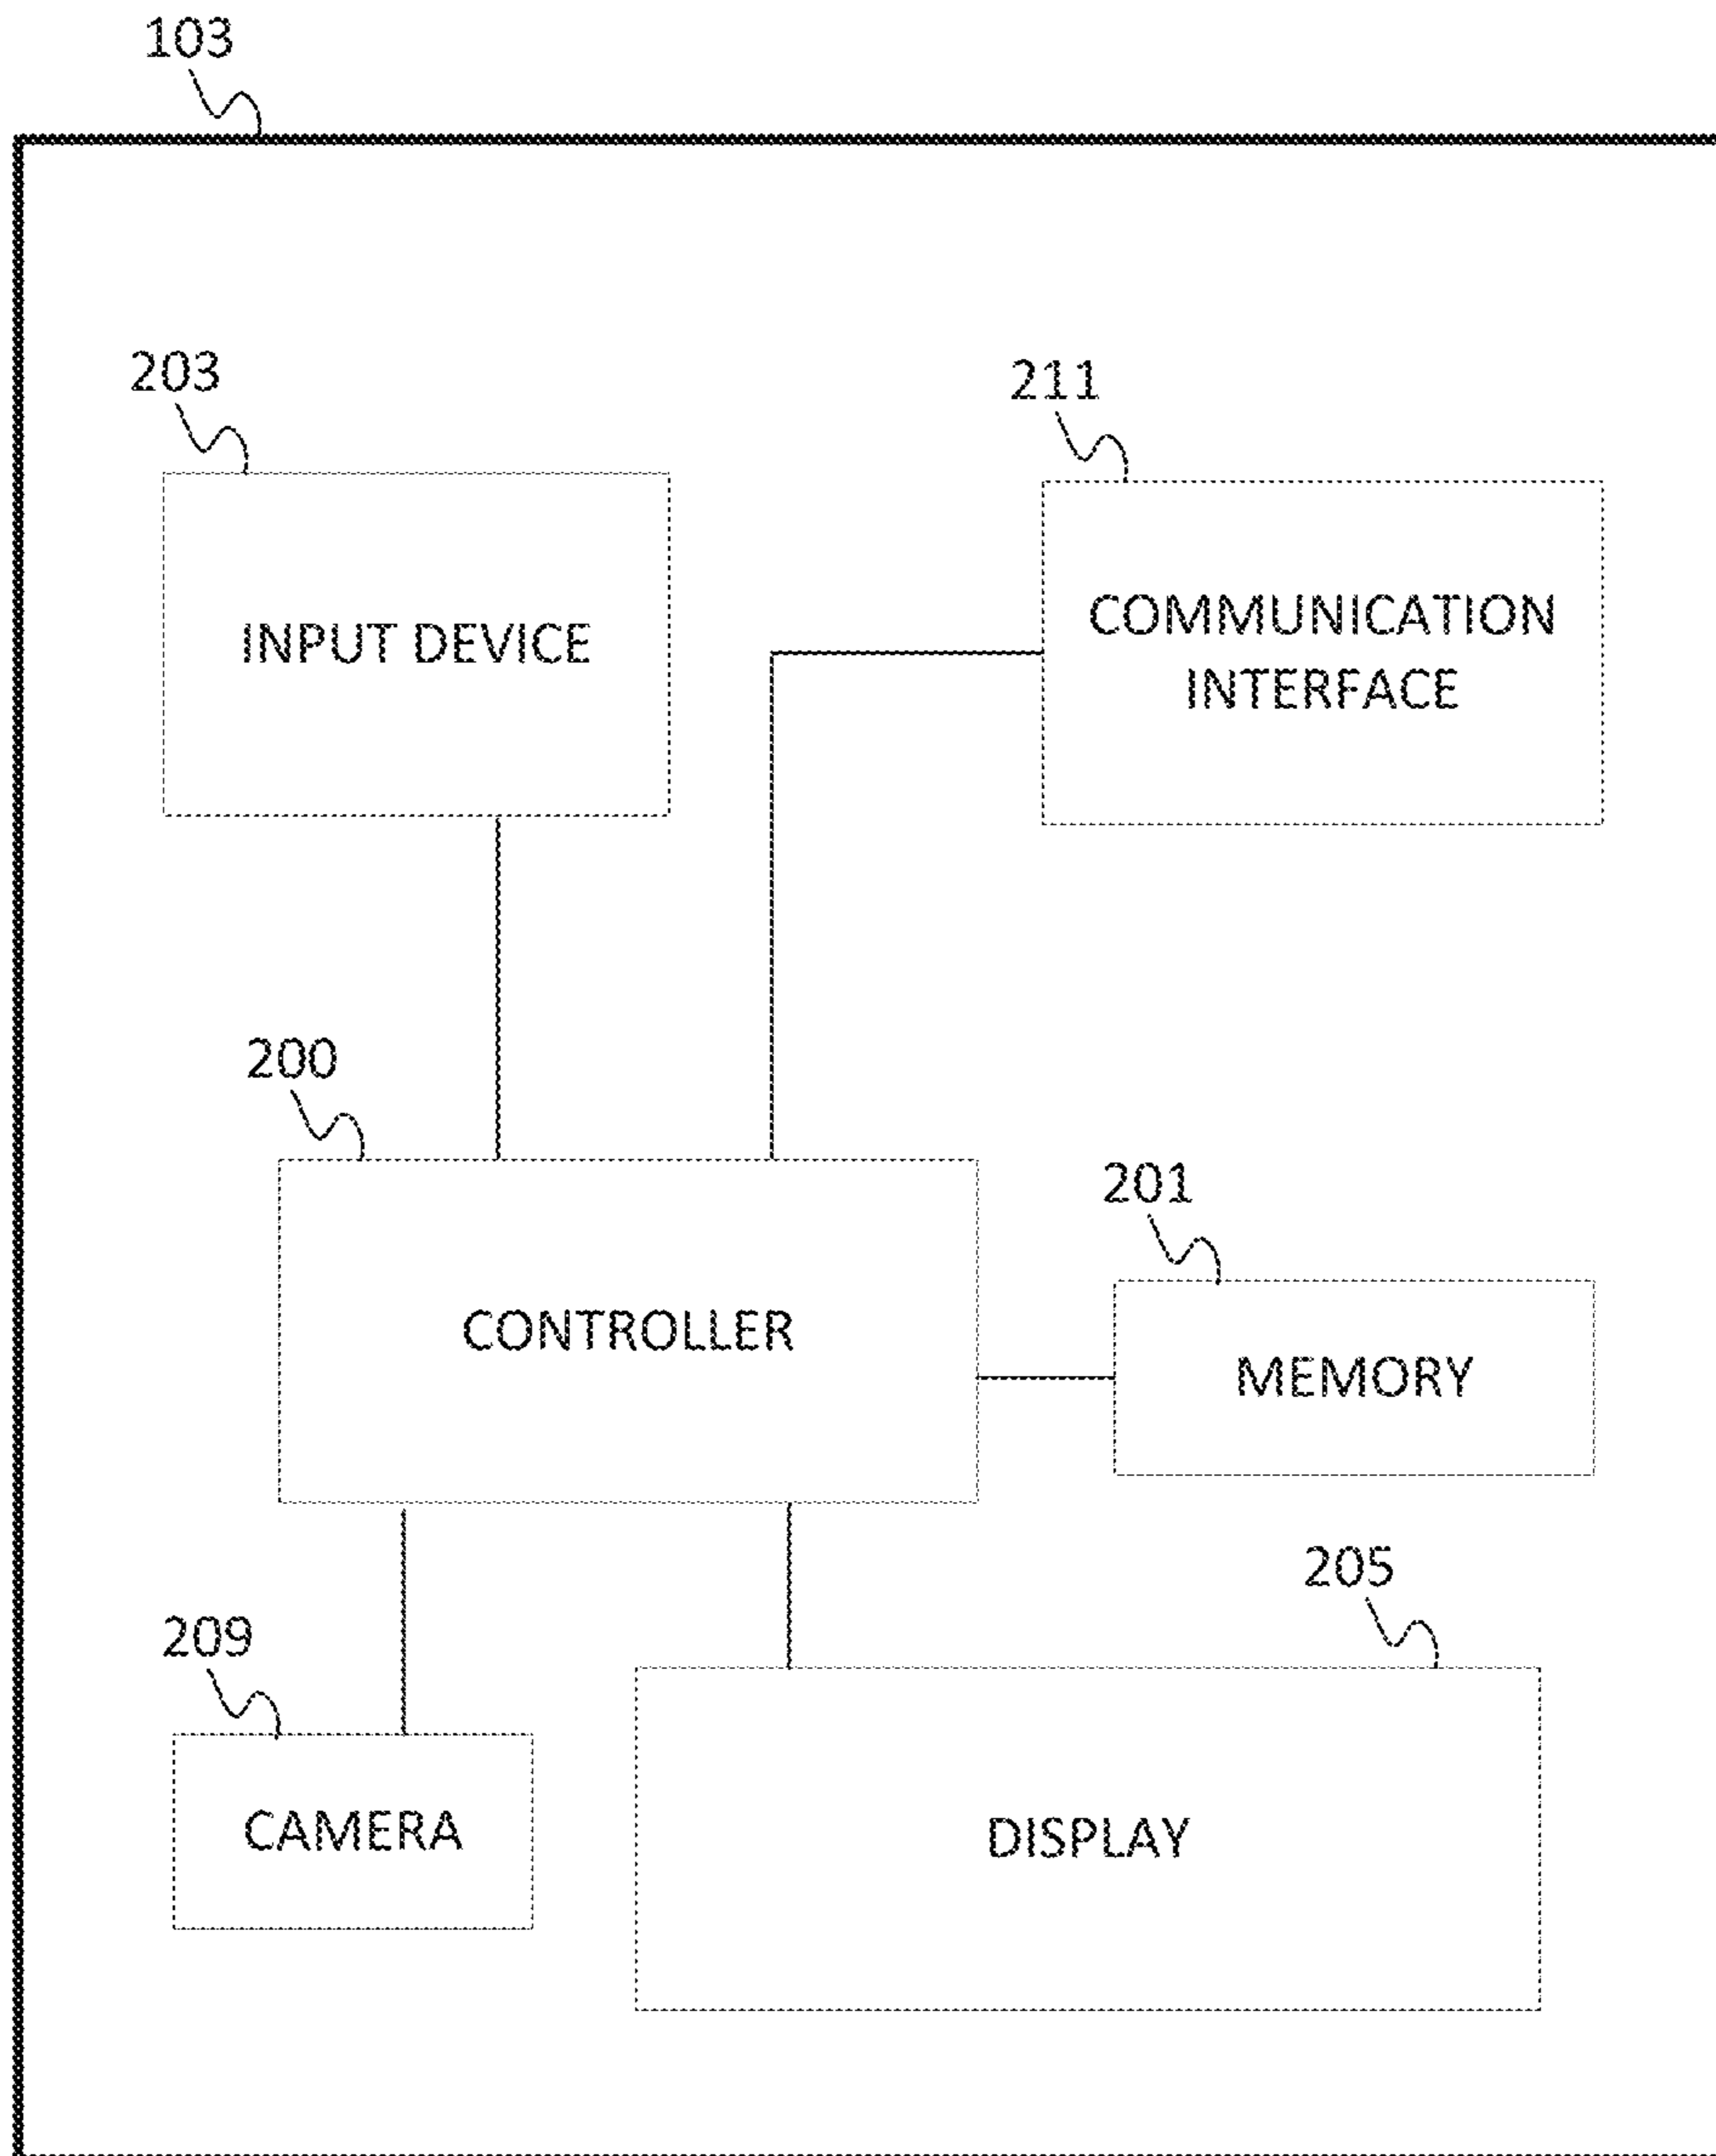 103
203
211
INPUT DEVICE
COMMUNICATION
INTERFACE
200
201
CONTROLLER
MEMORY
205
209
CAMERA
DISPLAY